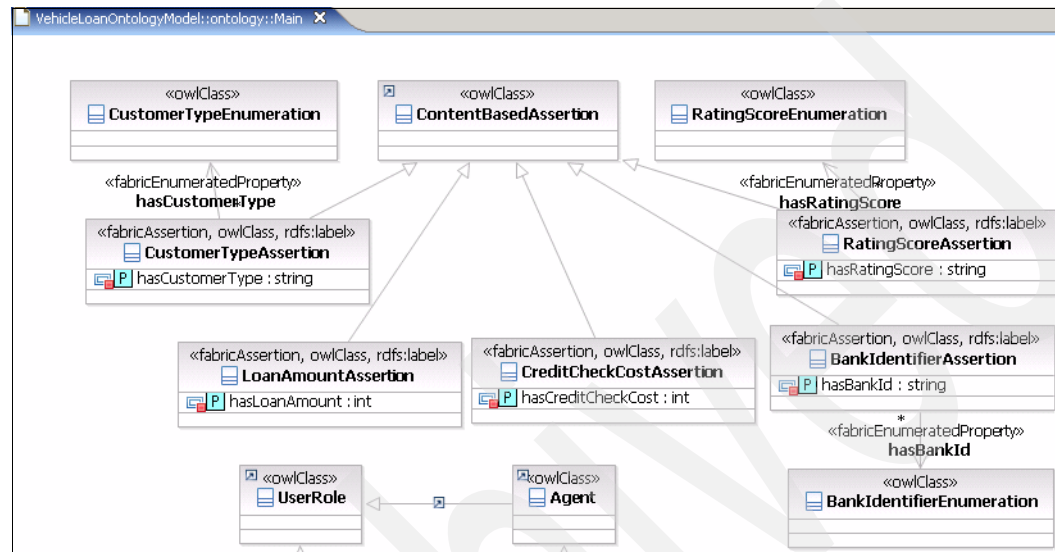 VehicleLoanOntologyModel::ontology::Main
«owlClass»
CustomerTypeEnumeration
«owlClass»
ContentBasedAssertion
«owlClass»
RatingScoreEnumeration
«fabricEnumeratedProperty»
hasCustomerType
«fabricEnumeratedProperty»
hasRatingScore
«fabricAssertion, owlClass, rdfs:label»
CustomerTypeAssertion
P hasCustomerType : string
«fabricAssertion, owlClass, rdfs:label»
RatingScoreAssertion
P hasRatingScore : string
«fabricAssertion, owlClass, rdfs:label»
LoanAmountAssertion
P hasLoanAmount : int
«fabricAssertion, owlClass, rdfs:label»
CreditCheckCostAssertion
P hasCreditCheckCost : int
«fabricAssertion, owlClass, rdfs:label»
BankIdentifierAssertion
P hasBankId : string
*
«fabricEnumeratedProperty»
hasBankId
«owlClass»
UserRole
«owlClass»
Agent
«owlClass»
BankIdentifierEnumeration